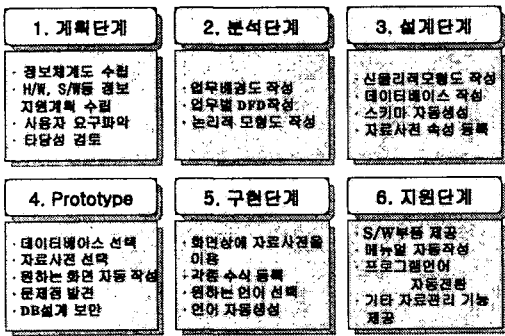 1. 계획단계
· 정보체계도 수립
· H/W, S/W등 정보
지원계획 수립
· 사용자 요구파악
· 타당성 검토
2. 분석단계
· 업무배경도 작성
· 업무별 DFD작성
· 논리적 모형도 작성
3. 설계단계
· 신물리적모형도 작성
· 데이터베이스 작성
· 스키마 자동생성
· 자료사전 속성 등록
4. Prototype
· 데이터베이스 선택
· 자료사전 선택
· 원하는 화면 자동 작성
· 문제점 발견
· DB설계 보안
5. 구현단계
· 화면상에 자료사전을
이용
· 각종 수식 등록
· 원하는 언어 선택
· 언어 자동생성
6. 지원단계
· S/W부품 제공
· 메뉴얼 자동작성
· 프로그램언어
자동전환
· 기타 자료관리 기능
제공